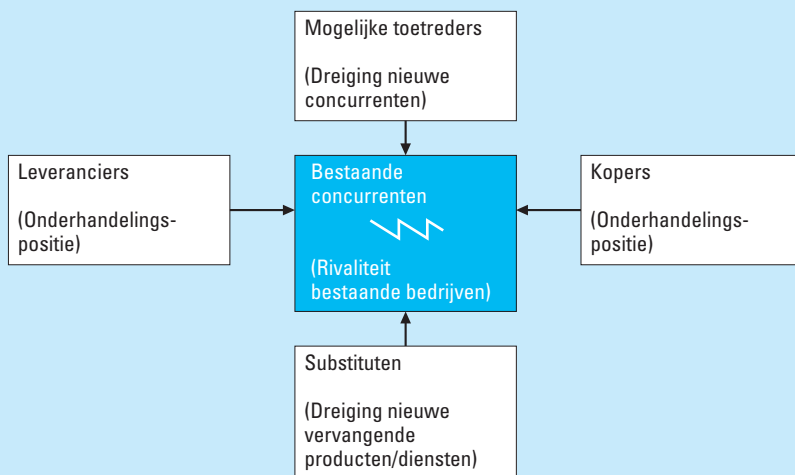 Mogelijke toetreders
(Dreiging nieuwe
concurrenten)
Leveranciers
(Onderhandelings-
positie)
Bestaande
concurrenten
(Rivaliteit
bestaande bedrijven)
Kopers
(Onderhandelings-
positie)
Substituten
(Dreiging nieuwe
vervangende
producten/diensten)